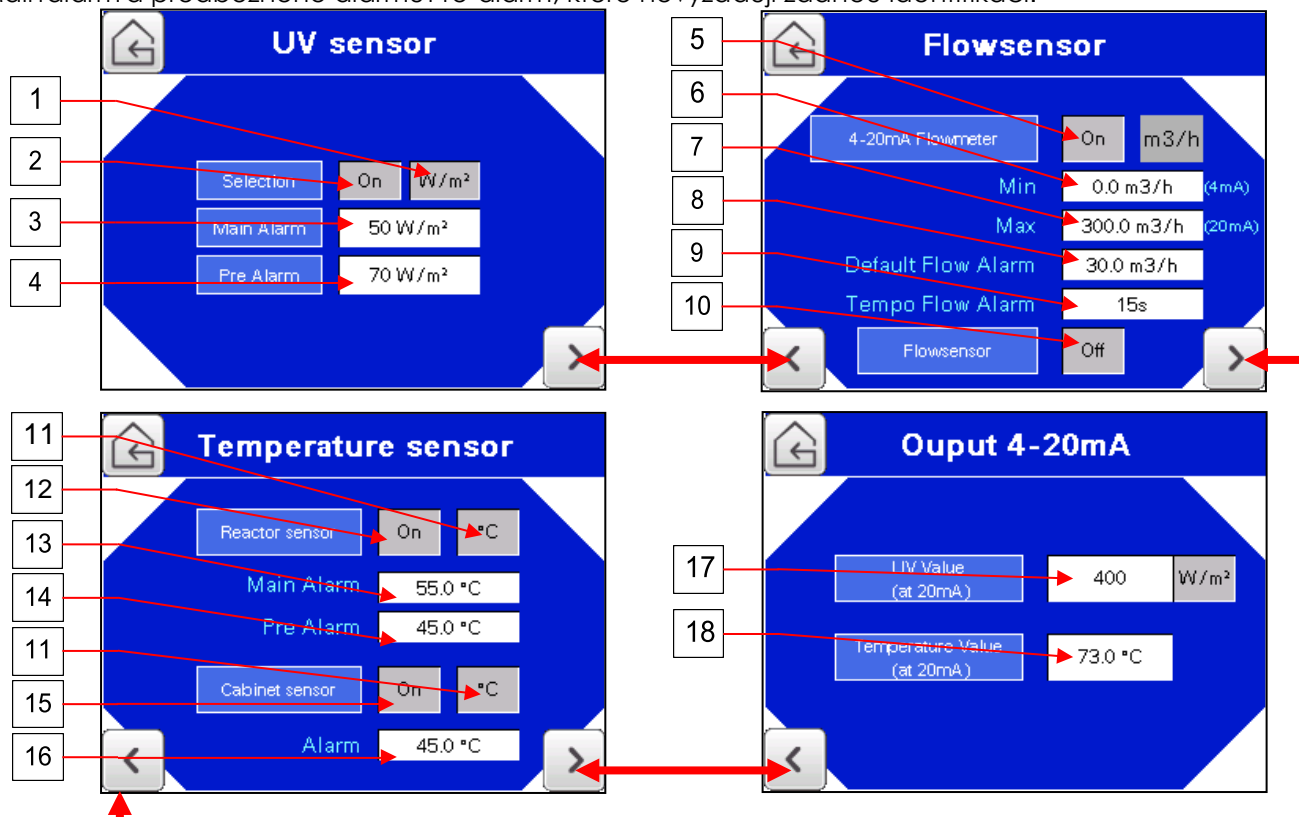 UV sensor
1
2
3
4
Selection On W/m²
Main Alarm 50 W/m²
Pre Alarm 70 W/m²
Flowsensor
5
6
7
8
9
10
4-20mA Flowmeter On m3/h
Min 0.0 m3/h (4mA)
Max 300.0 m3/h (20mA)
Default Flow Alarm 30.0 m3/h
Tempo Flow Alarm 15s
Flowsensor Off
Temperature sensor
11
12
13
14
11
15
16
Reactor sensor On °C
Main Alarm 55.0 °C
Pre Alarm 45.0 °C
Cabinet sensor On °C
Alarm 45.0 °C
Ouput 4-20mA
17
18
UV Value 400 W/m²
(at 20mA)
Temperature Value 73.0 °C
(at 20mA)